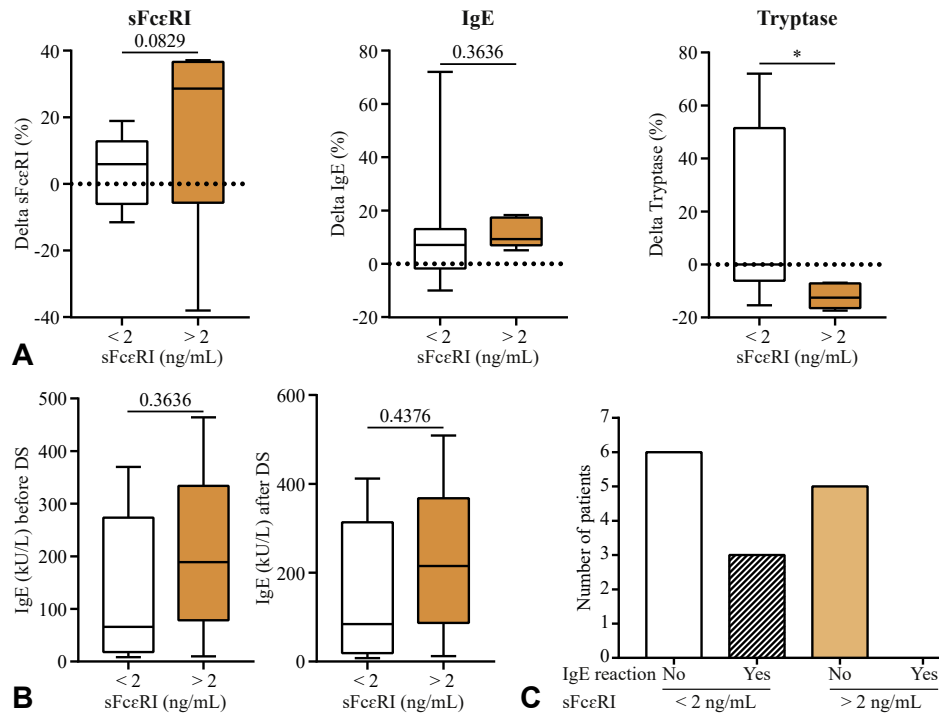 sFcεRI
0.0829
Delta sFcεRI (%)
40
20
0
-20
-40
< 2
> 2
sFcεRI (ng/mL)
IgE
0.3636
Delta IgE (%)
80
60
40
20
0
-20
< 2
> 2
sFcεRI (ng/mL)
Tryptase
*
Delta Tryptase (%)
80
60
40
20
0
-20
< 2
> 2
sFcεRI (ng/mL)
A
0.3636
IgE (kU/L) before DS
500
400
300
200
100
0
< 2
> 2
sFcεRI (ng/mL)
0.4376
IgE (kU/L) after DS
600
400
200
0
< 2
> 2
sFcεRI (ng/mL)
B
Number of patients
7
6
5
4
3
2
1
0
IgE reaction No Yes No Yes
sFcεRI < 2 ng/mL > 2 ng/mL
C